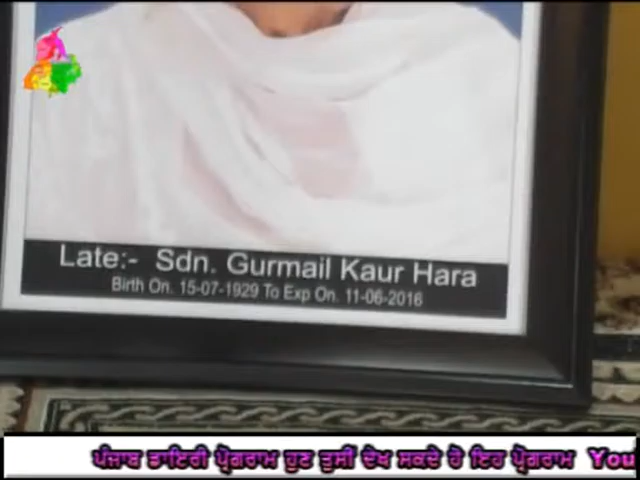 Late:- Sdn. Gurmail Kaur Hara
Birth On. 15-07-1929 To Exp On. 11-06-2016
ਪੰਜਾਬ ਡਾਇਰੀ ਪ੍ਰੋਗਰਾਮ ਹੁਣ ਤੁਸੀਂ ਦੇਖ ਸਕਦੇ ਹੋ ਇਹ ਪ੍ਰੋਗਰਾਮ You